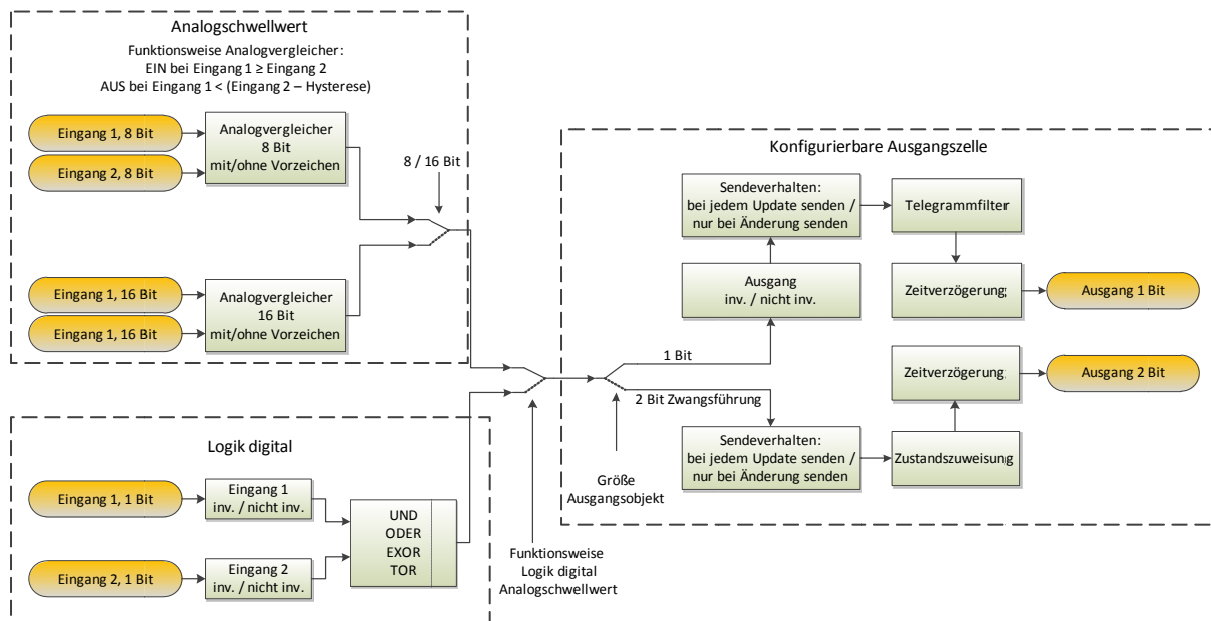 Analogschwellwert
Funktionsweise Analogvergleicher:
EIN bei Eingang 1 ≥ Eingang 2
AUS bei Eingang 1 < (Eingang 2 – Hysterese)
Eingang 1, 8 Bit
Eingang 2, 8 Bit
Analogvergleicher
8 Bit
mit/ohne Vorzeichen
8 / 16 Bit
Eingang 1, 16 Bit
Eingang 1, 16 Bit
Analogvergleicher
16 Bit
mit/ohne Vorzeichen
Logik digital
Eingang 1, 1 Bit
Eingang 2, 1 Bit
Eingang 1
inv. / nicht inv.
Eingang 2
inv. / nicht inv.
UND
ODER
EXOR
TOR
Funktionsweise
Logik digital
Analogschwellwert
Konfigurierbare Ausgangszelle
Sendeverhalten:
bei jedem Update senden /
nur bei Änderung senden
Telegrammfilter
Ausgang
inv. / nicht inv.
Zeitverzögerung;
Ausgang 1 Bit
1 Bit
2 Bit Zwangsführung
Größe
Ausgangsobjekt
Zeitverzögerung;
Ausgang 2 Bit
Sendeverhalten:
bei jedem Update senden /
nur bei Änderung senden
Zustandszuweisung